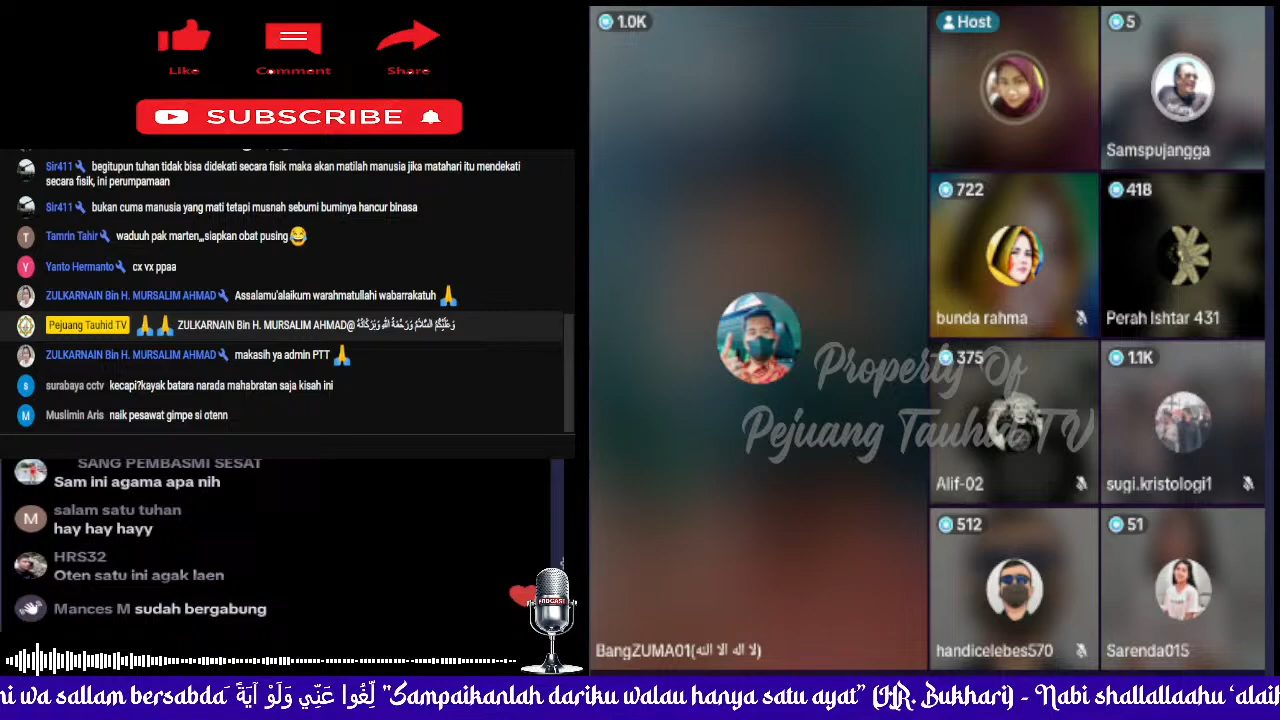 Like
Comment
Share
SUBSCRIBE
Sir411 begitupun tuhan tidak bisa didekati secara fisik maka akan matilah manusia jika matahari itu mendekati
secara fisik, ini perumpamaan
Sir411 bukan cuma manusia yang mati tetapi musnah sebumi buminya hancur binasa
Tamrin Tahir waduuh pak marten,,,siapkan obat pusing😂
Yanto Hermanto cx vx ppaa
ZULKARNAIN Bin H. MURSALIM AHMAD Assalamu'alaikum warahmatullahi wabarrakatuh 🙏
Pejuang Tauhid TV 🙏🙏 ZULKARNAIN Bin H. MURSALIM AHMAD@ وَعَلَيْكُمُ السَّلَامُ وَرَحْمَةُ اللهِ وَبَرَكَاتُهُ
ZULKARNAIN Bin H. MURSALIM AHMAD makasih ya admin PTT 🙏
surabaya cctv kecapi?kayak batara narada mahabratan saja kisah ini
Muslimin Aris naik pesawat gimpe si otenn
SANG PEMBASMI SESAT
Sam ini agama apa nih
salam satu tuhan
hay hay hayy
HRS32
Oten satu ini agak laen
Mances M sudah bergabung
PODCAST
1.0K
BangZUMA01(لا اله الا الله)
Host
5
Samspujangga
722
bunda rahma
418
Perah Ishtar 431
375
Alif-02
1.1K
sugi.kristologi1
512
handicelebes570
51
Sarenda015
Property Of
Pejuang Tauhid TV
ni wa sallam bersabda َ لِّغُوا عَنِّي وَلَوْ آيَةً "Sampaikanlah dariku walau hanya satu ayat" (HR. Bukhari) - Nabi shallallaahu 'alaih